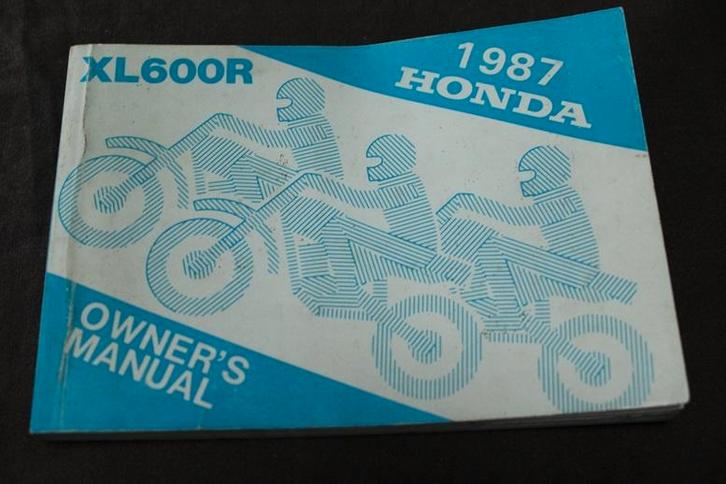 XL600R
1987
HONDA
OWNER'S
MANUAL